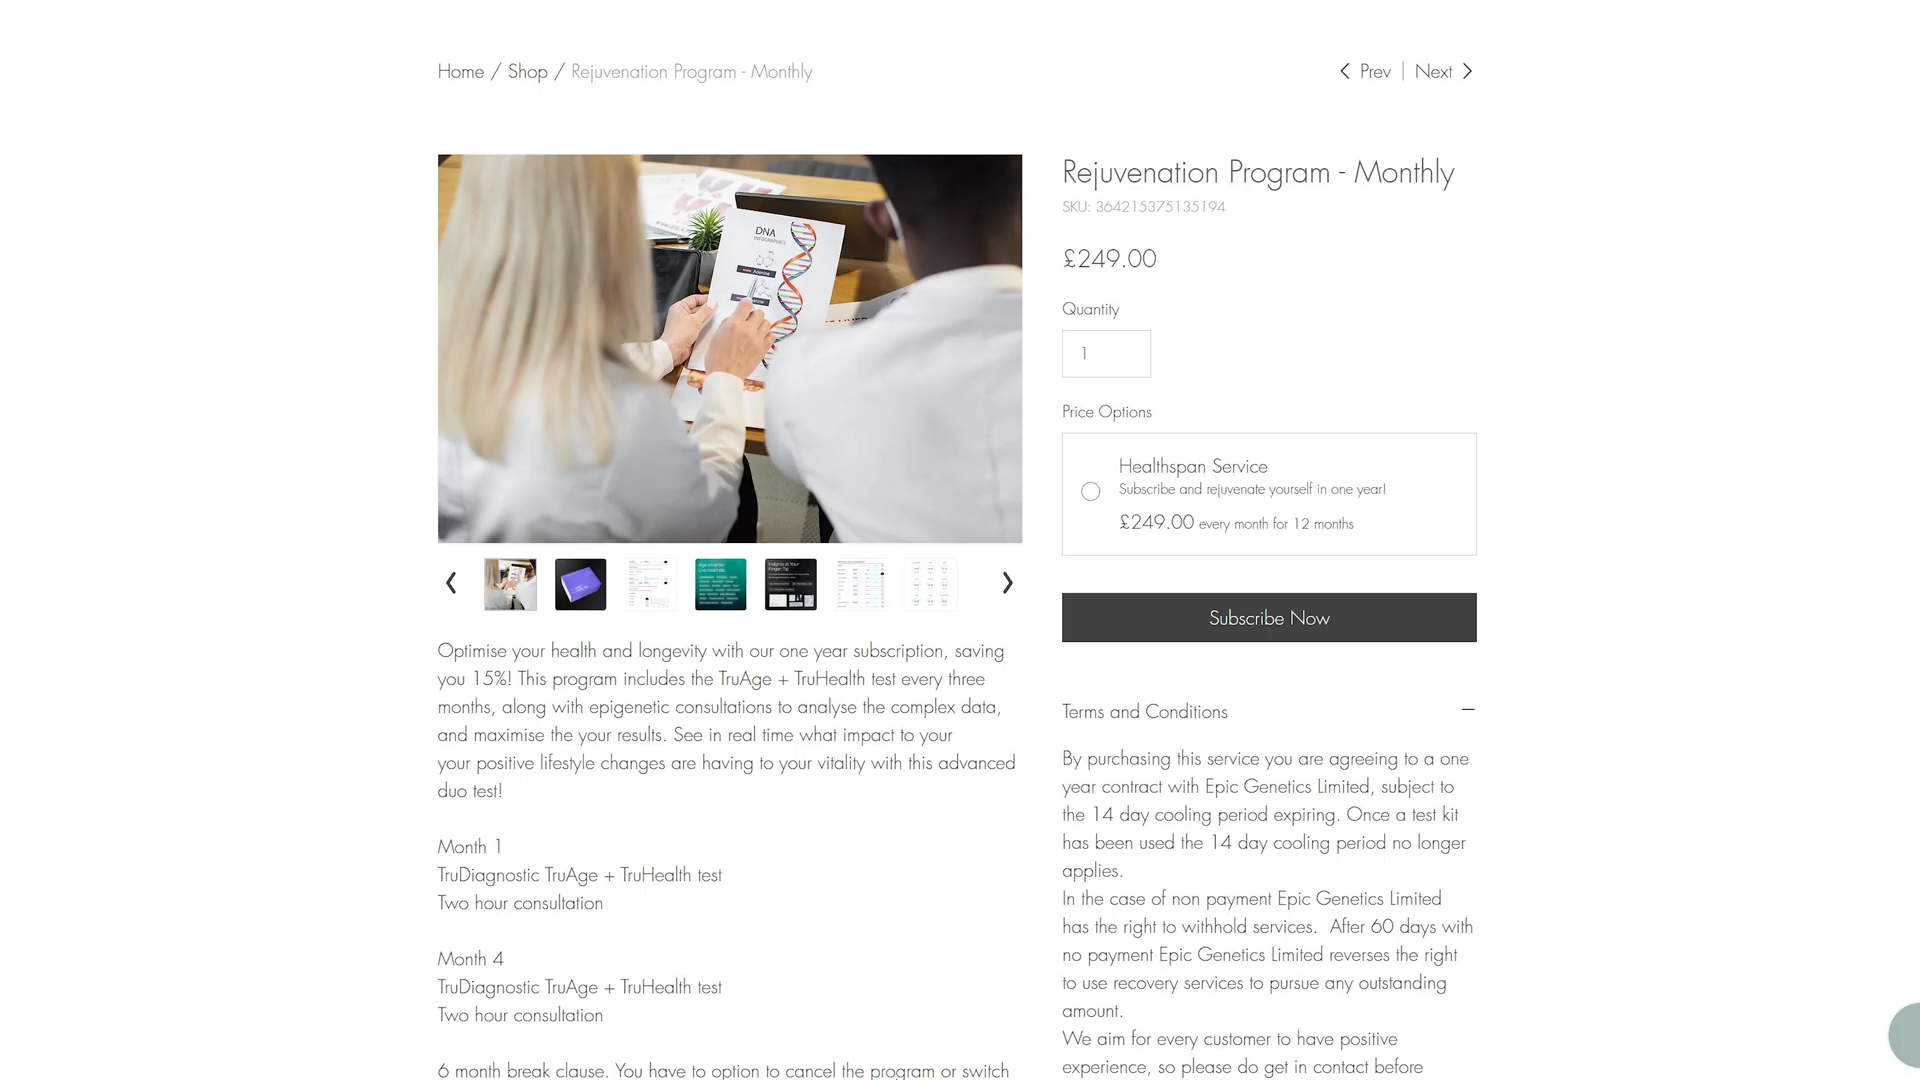 Home / Shop / Rejuvenation Program - Monthly
Prev | Next
DNA
INFOGRAPHICS
Adenine
Rejuvenation Program - Monthly
SKU: 364215375135194
£249.00
Quantity
1
Price Options
Healthspan Service
Subscribe and rejuvenate yourself in one year!
£249.00 every month for 12 months
Subscribe Now
Optimise your health and longevity with our one year subscription, saving
you 15%! This program includes the TruAge + TruHealth test every three
months, along with epigenetic consultations to analyse the complex data,
and maximise the your results. See in real time what impact to your
your positive lifestyle changes are having to your vitality with this advanced
duo test!
Month 1
TruDiagnostic TruAge + TruHealth test
Two hour consultation
Month 4
TruDiagnostic TruAge + TruHealth test
Two hour consultation
6 month break clause. You have to option to cancel the program or switch
Terms and Conditions
By purchasing this service you are agreeing to a one
year contract with Epic Genetics Limited, subject to
the 14 day cooling period expiring. Once a test kit
has been used the 14 day cooling period no longer
applies.
In the case of non payment Epic Genetics Limited
has the right to withhold services. After 60 days with
no payment Epic Genetics Limited reverses the right
to use recovery services to pursue any outstanding
amount.
We aim for every customer to have positive
experience, so please do get in contact before